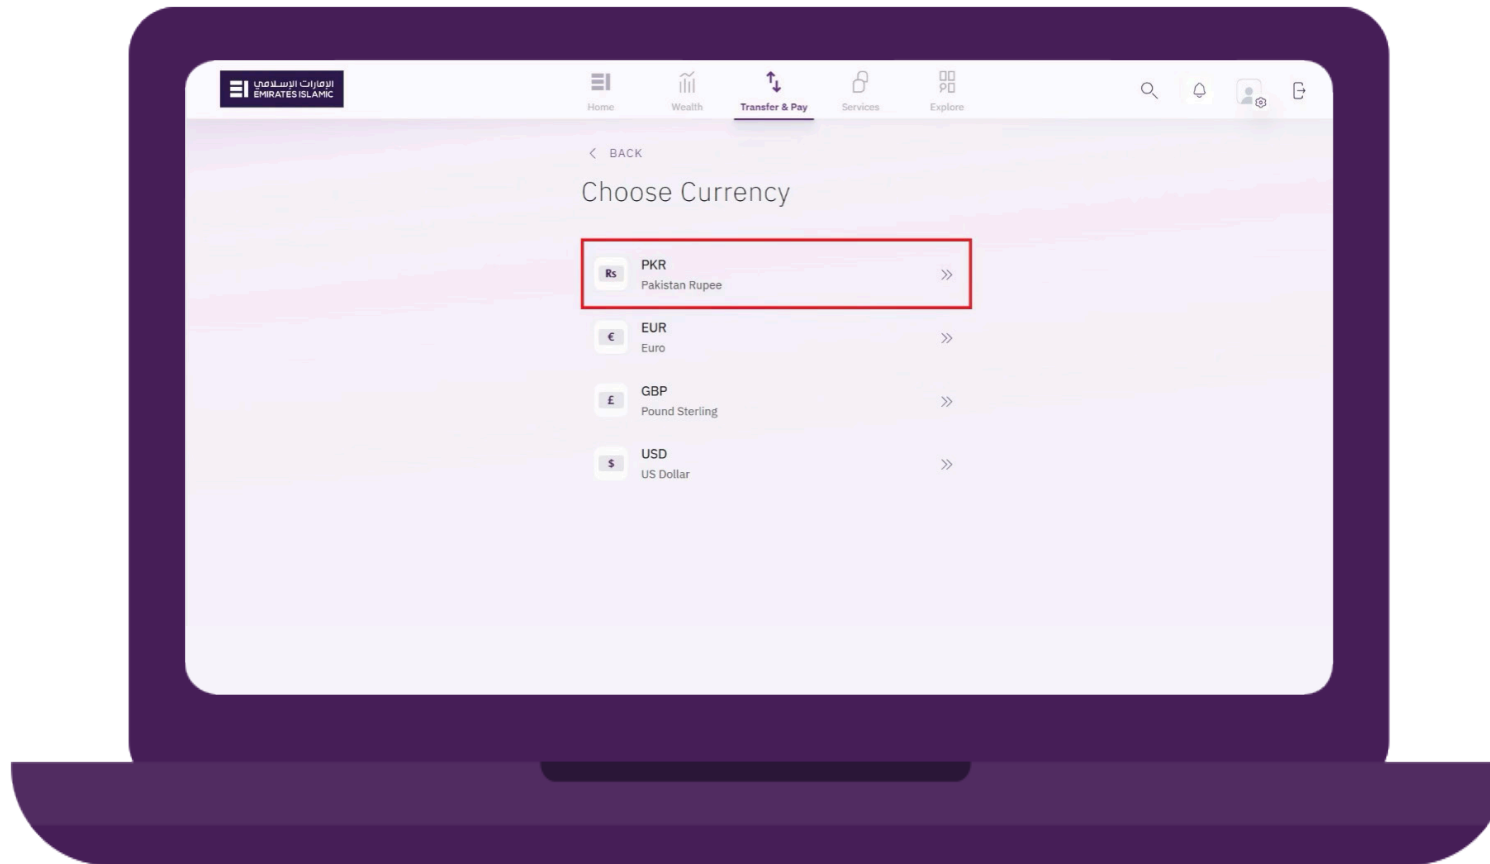 الإمارات الإسلامي
EMIRATES ISLAMIC
Home
Wealth
Transfer & Pay
Services
Explore
BACK
Choose Currency
Rs
PKR
Pakistan Rupee
€
EUR
Euro
£
GBP
Pound Sterling
$
USD
US Dollar